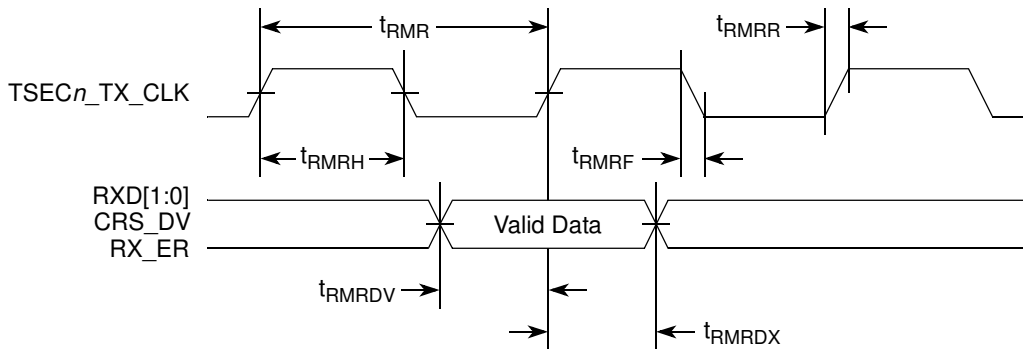 tRMR
tRMRR
TSECn_TX_CLK
tRMRH
tRMRF
RXD[1:0]
CRS_DV
RX_ER
Valid Data
tRMRDV
tRMRDX